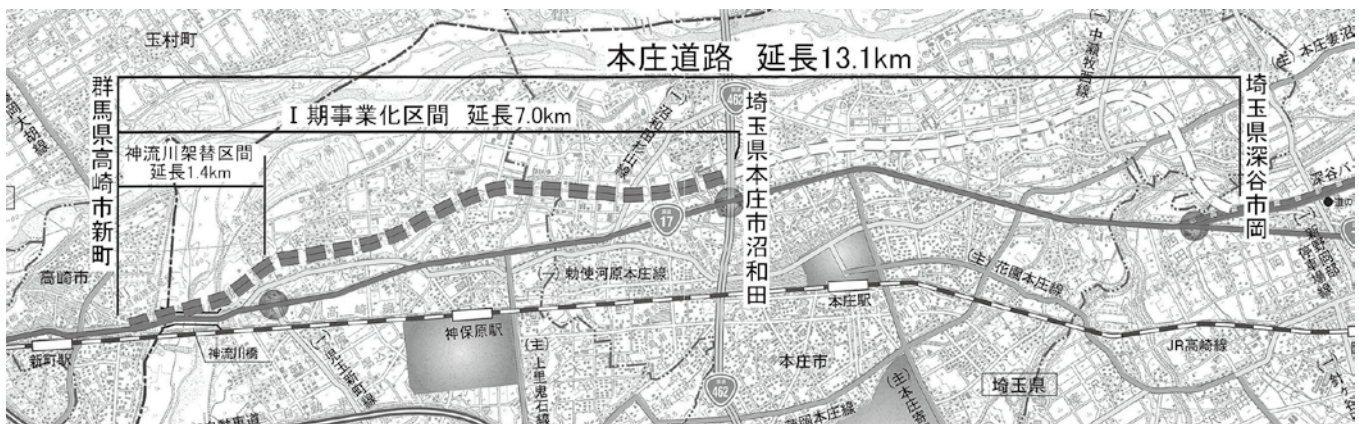 玉村町
本庄道路 延長13.1km
Ⅰ期事業化区間 延長7.0km
神流川架替区間
延長1.4km
群馬県高崎市新町
埼玉県本庄市沼和田
埼玉県深谷市岡
(一)中瀬牧西線
本庄妻沼
462
17
高崎市
(一)勅使河原本庄線
(主)花園本庄線
新町駅
神流川橋
神保原駅
本庄駅
JR高崎線
(主)上里鬼石線
本庄市
埼玉県
462
深谷バ